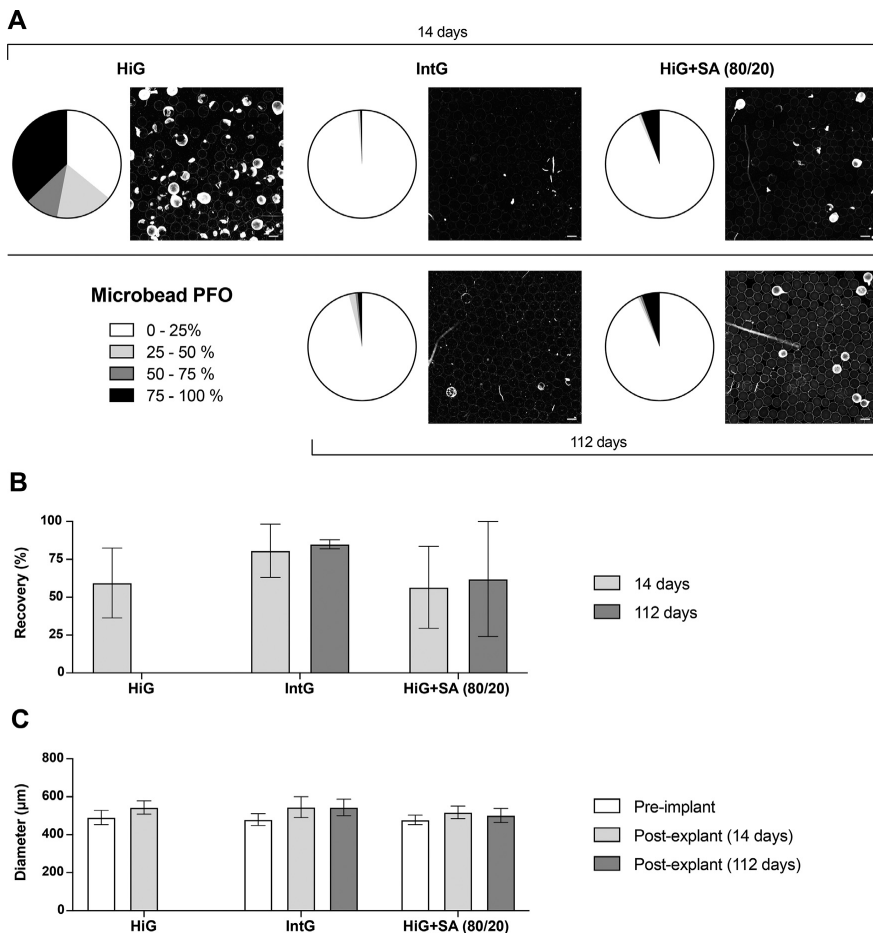 A
14 days
HiG
IntG
HiG+SA (80/20)
Microbead PFO
0 - 25%
25 - 50 %
50 - 75 %
75 - 100 %
112 days
B
Recovery (%)
100
75
50
25
0
HiG
IntG
HiG+SA (80/20)
14 days
112 days
C
Diameter (µm)
800
600
400
200
0
HiG
IntG
HiG+SA (80/20)
Pre-implant
Post-explant (14 days)
Post-explant (112 days)